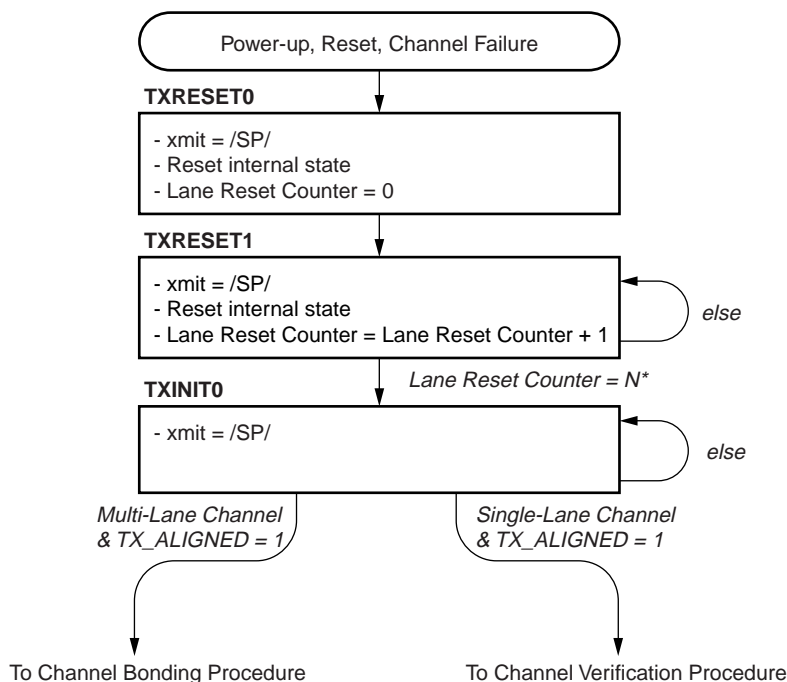 Power-up, Reset, Channel Failure
TXRESET0
- xmit = /SP/
- Reset internal state
- Lane Reset Counter = 0
TXRESET1
- xmit = /SP/
- Reset internal state
- Lane Reset Counter = Lane Reset Counter + 1
else
Lane Reset Counter = N*
TXINIT0
- xmit = /SP/
else
Multi-Lane Channel
& TX_ALIGNED = 1
Single-Lane Channel
& TX_ALIGNED = 1
To Channel Bonding Procedure
To Channel Verification Procedure